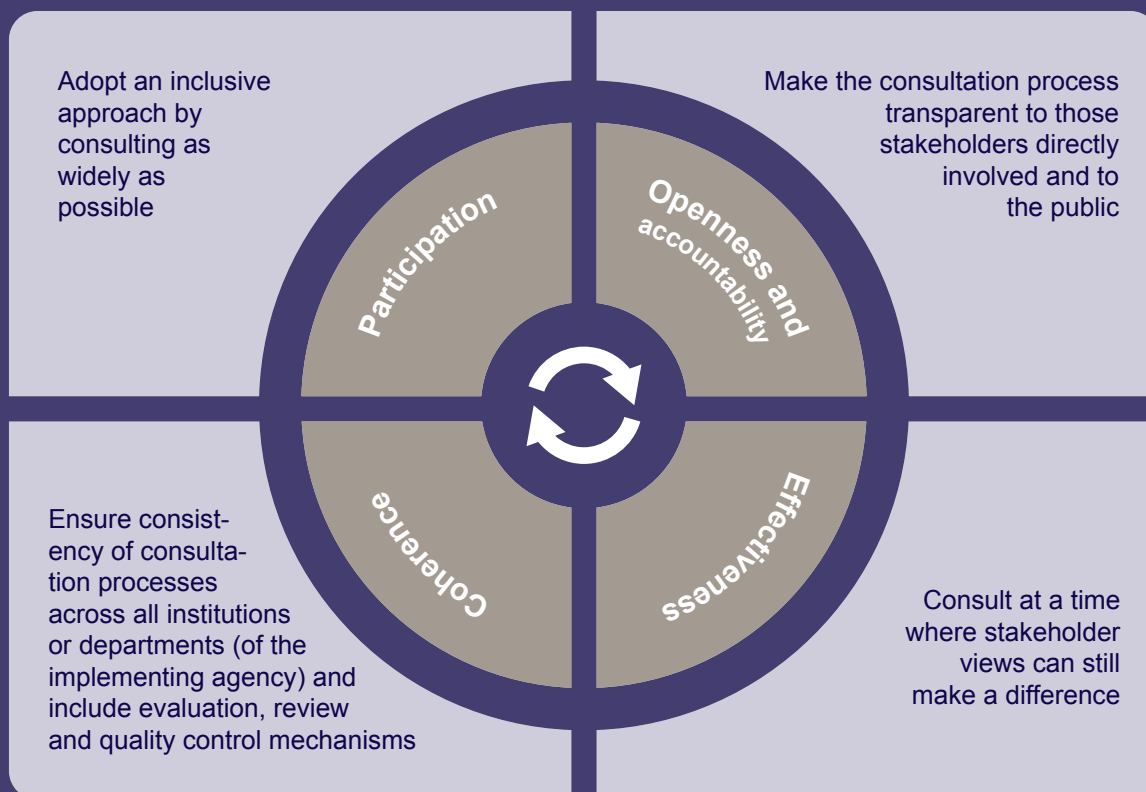 Adopt an inclusive
approach by
consulting as
widely as
possible
Participation
Make the consultation process
transparent to those
stakeholders directly
involved and to
the public
Openness and
accountability
Ensure consist-
ency of consulta-
tion processes
across all institutions
or departments (of the
implementing agency) and
include evaluation, review
and quality control mechanisms
Coherence
Effectiveness
Consult at a time
where stakeholder
views can still
make a difference